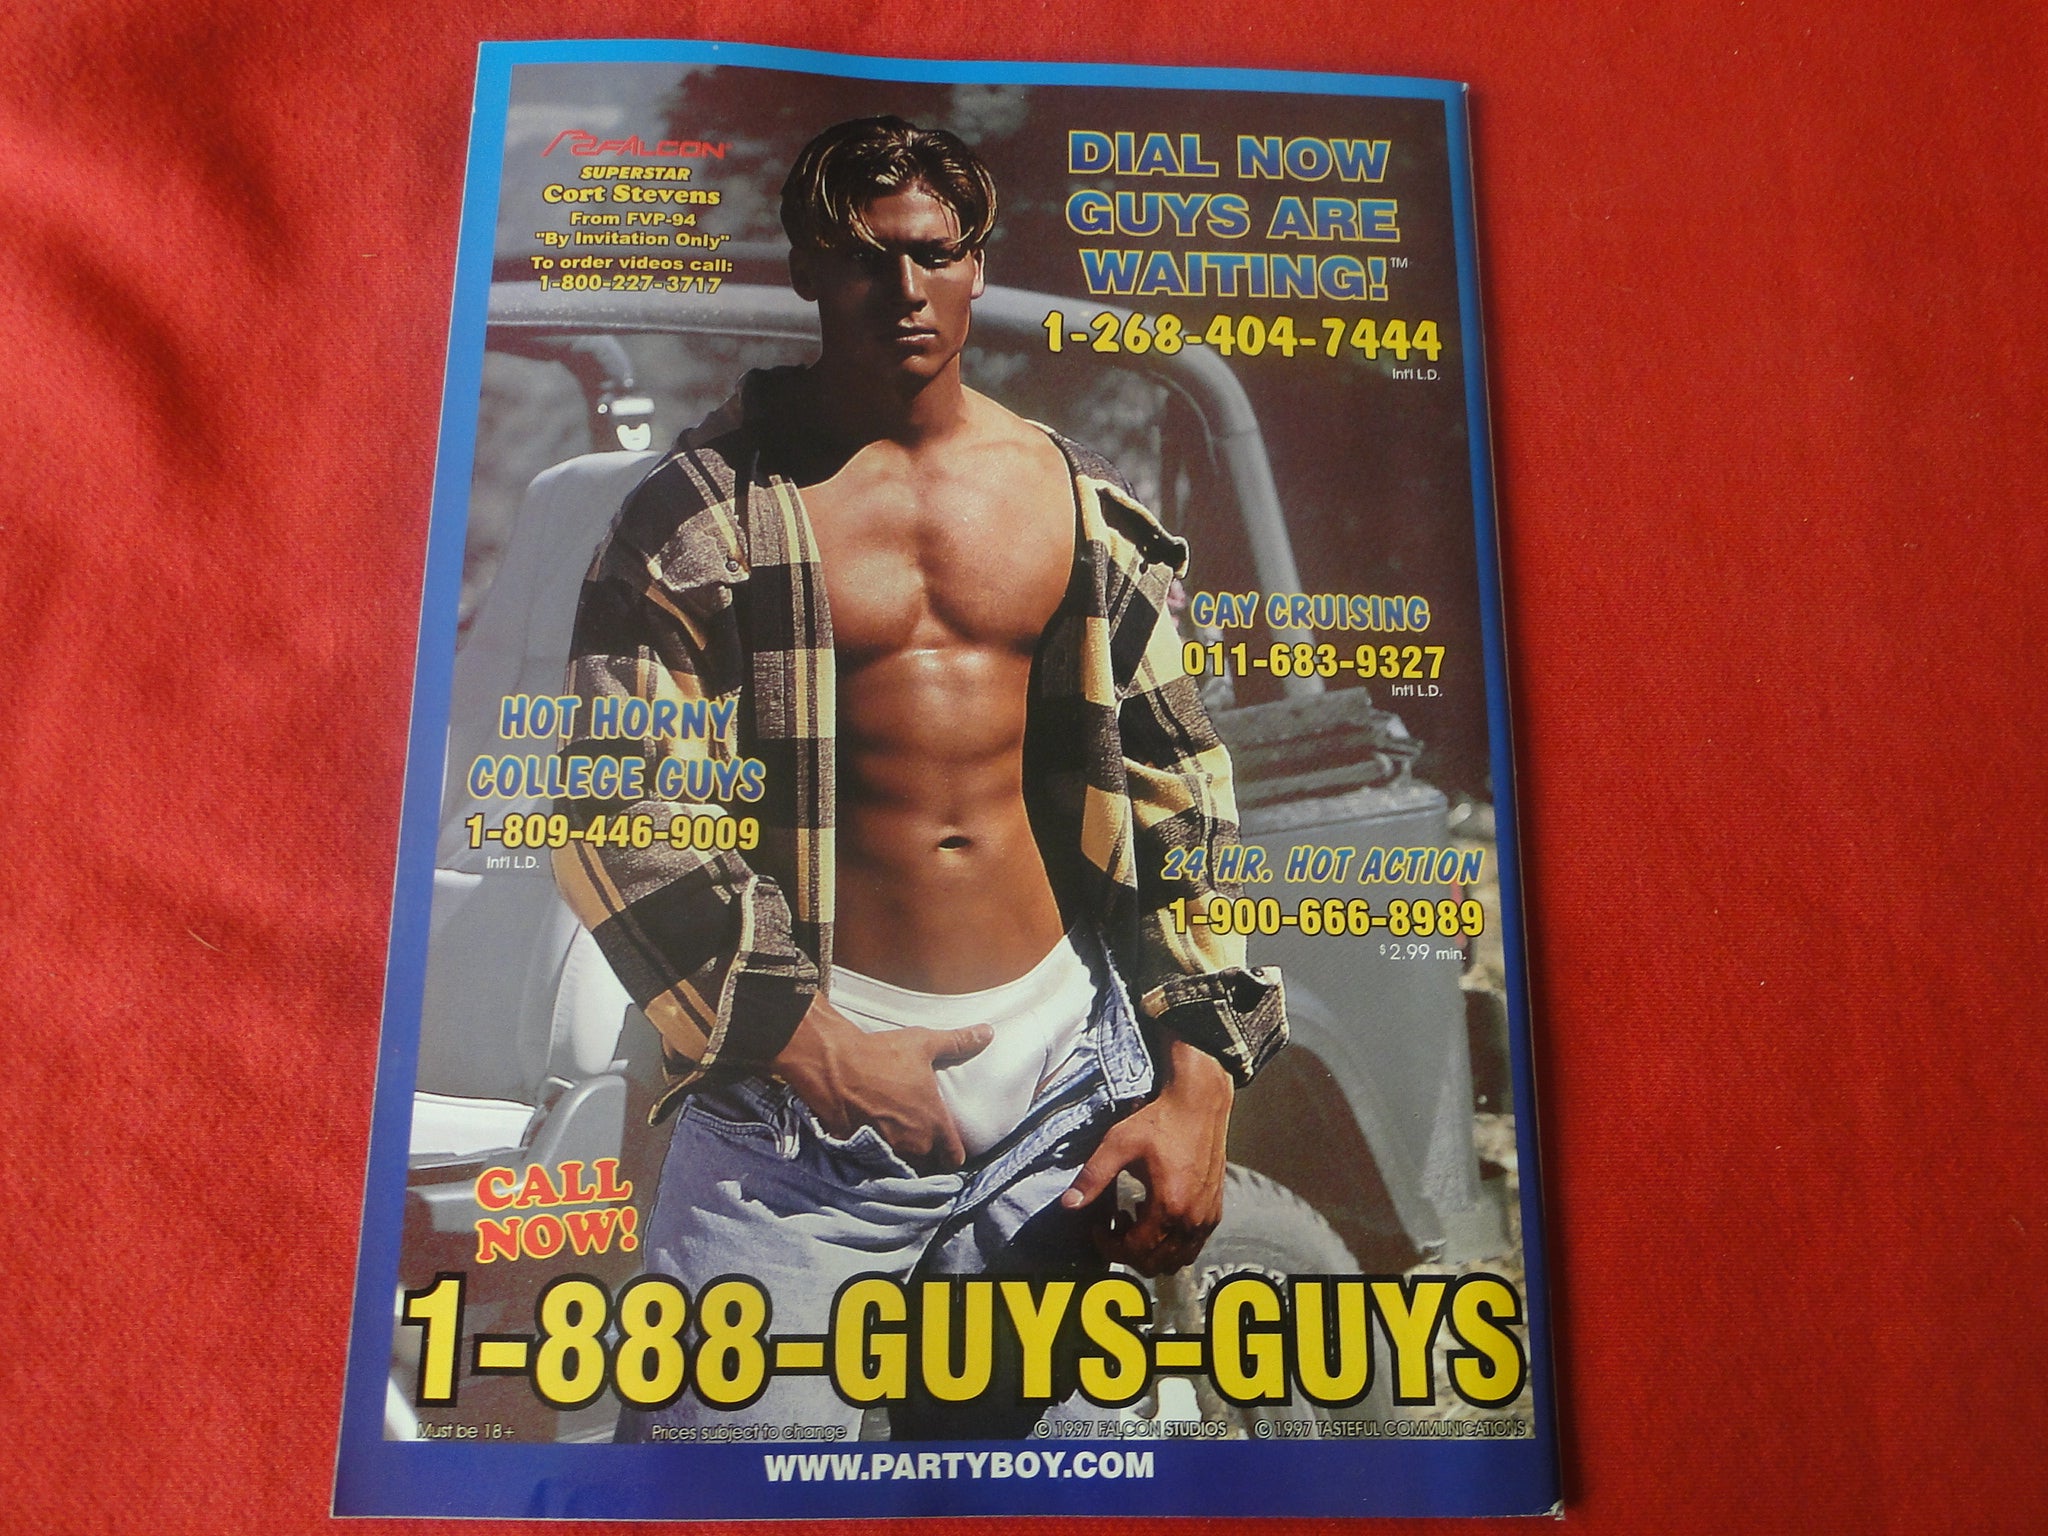 FALCON®
SUPERSTAR
Cort Stevens
From FVP-94
"By Invitation Only"
To order videos call:
1-800-227-3717
DIAL NOW
GUYS ARE
WAITING!™
1-268-404-7444
Int'l L.D.
GAY CRUISING
011-683-9327
Int'l L.D.
HOT HORNY
COLLEGE GUYS
1-809-446-9009
Int'l L.D.
24 HR. HOT ACTION
1-900-666-8989
$2.99 min.
CALL
NOW!
1-888-GUYS-GUYS
Must be 18+
Prices subject to change
© 1997 FALCON STUDIOS
© 1997 TASTEFUL COMMUNICATIONS
WWW.PARTYBOY.COM